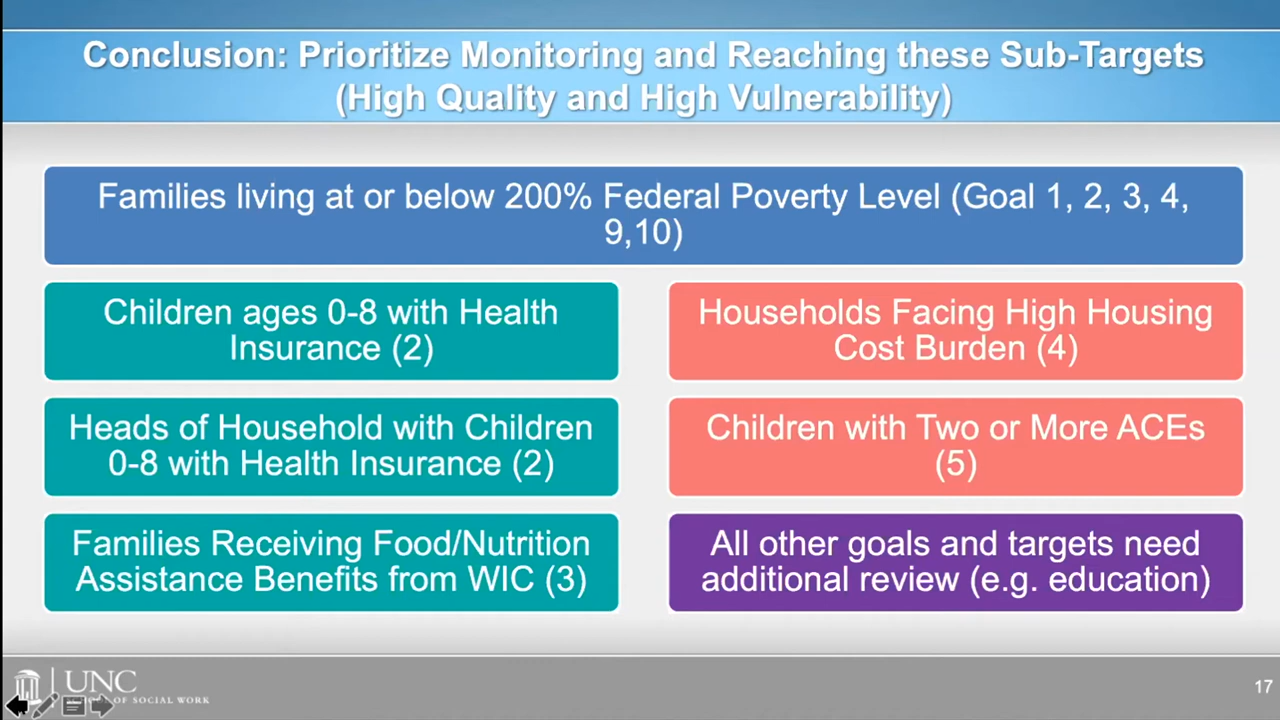 Conclusion: Prioritize Monitoring and Reaching these Sub-Targets
(High Quality and High Vulnerability)
Families living at or below 200% Federal Poverty Level (Goal 1, 2, 3, 4,
9,10)
Children ages 0-8 with Health
Insurance (2)
Households Facing High Housing
Cost Burden (4)
Heads of Household with Children
0-8 with Health Insurance (2)
Children with Two or More ACEs
(5)
Families Receiving Food/Nutrition
Assistance Benefits from WIC (3)
All other goals and targets need
additional review (e.g. education)
UNC
OF SOCIAL WORK
17